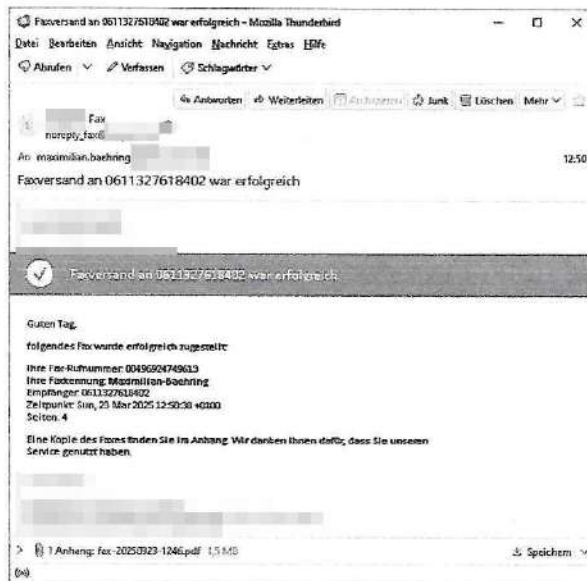 Faxversand an 0611327618402 war erfolgreich – Mozilla Thunderbird
Datei Bearbeiten Ansicht Navigation Nachricht Extras Hilfe
Abrufen Verfassen Schlagwörter
Antworten Weiterleiten Archivieren Junk Löschen Mehr
Fax
noreply_fax@
An maximilian.baehring
12:50
Faxversand an 0611327618402 war erfolgreich
Faxversand an 0611327618402 war erfolgreich
Guten Tag,
folgendes Fax wurde erfolgreich zugestellt:
Ihre Fax-Rufnummer: 00496924749613
Ihre Faxkennung: Maximilian-Baehring
Empfänger: 0611327618402
Zeitpunkt: Sun, 23 Mar 2025 12:50:38 +0100
Seiten: 4
Eine Kopie des Faxes finden Sie im Anhang. Wir danken Ihnen dafür, dass Sie unseren
Service genutzt haben.
1 Anhang: fax-20250323-1246.pdf 1,5 MB
Speichern